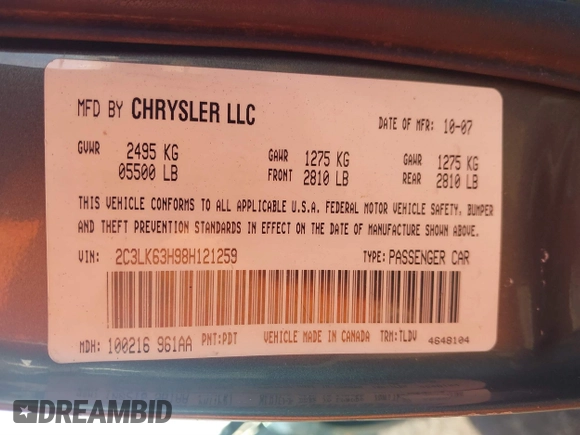 MFD BY CHRYSLER LLC
DATE OF MFR: 10-07
GVWR 2495 KG GAWR 1275 KG GAWR 1275 KG
05500 LB FRONT 2810 LB REAR 2810 LB
THIS VEHICLE CONFORMS TO ALL APPLICABLE U.S.A. FEDERAL MOTOR VEHICLE SAFETY, BUMPER
AND THEFT PREVENTION STANDARDS IN EFFECT ON THE DATE OF MANUFACTURE SHOWN ABOVE.
VIN: 2C3LK63H98H121259 TYPE: PASSENGER CAR
MDH: 100216 961AA PNT:PDT VEHICLE MADE IN CANADA TRM:TLDV 4648104
DREAMBID